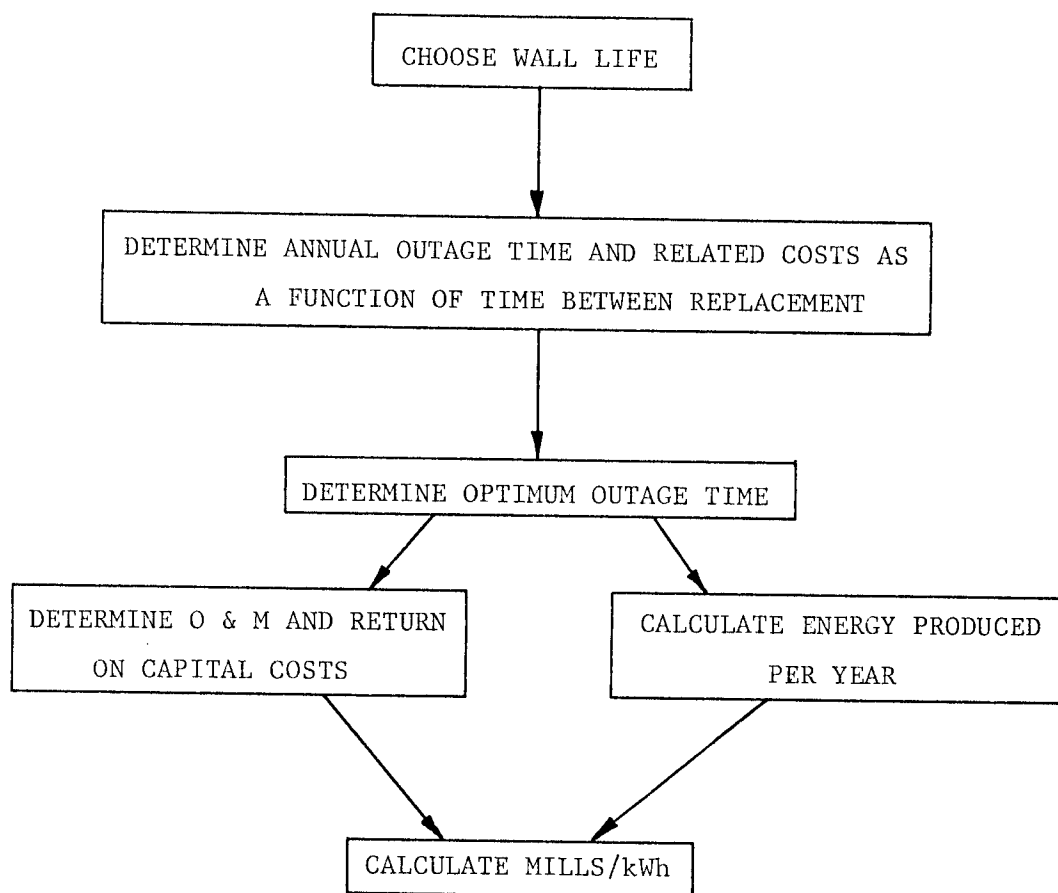 CHOOSE WALL LIFE
DETERMINE ANNUAL OUTAGE TIME AND RELATED COSTS AS
A FUNCTION OF TIME BETWEEN REPLACEMENT
DETERMINE OPTIMUM OUTAGE TIME
DETERMINE O & M AND RETURN
ON CAPITAL COSTS
CALCULATE ENERGY PRODUCED
PER YEAR
CALCULATE MILLS/kWh